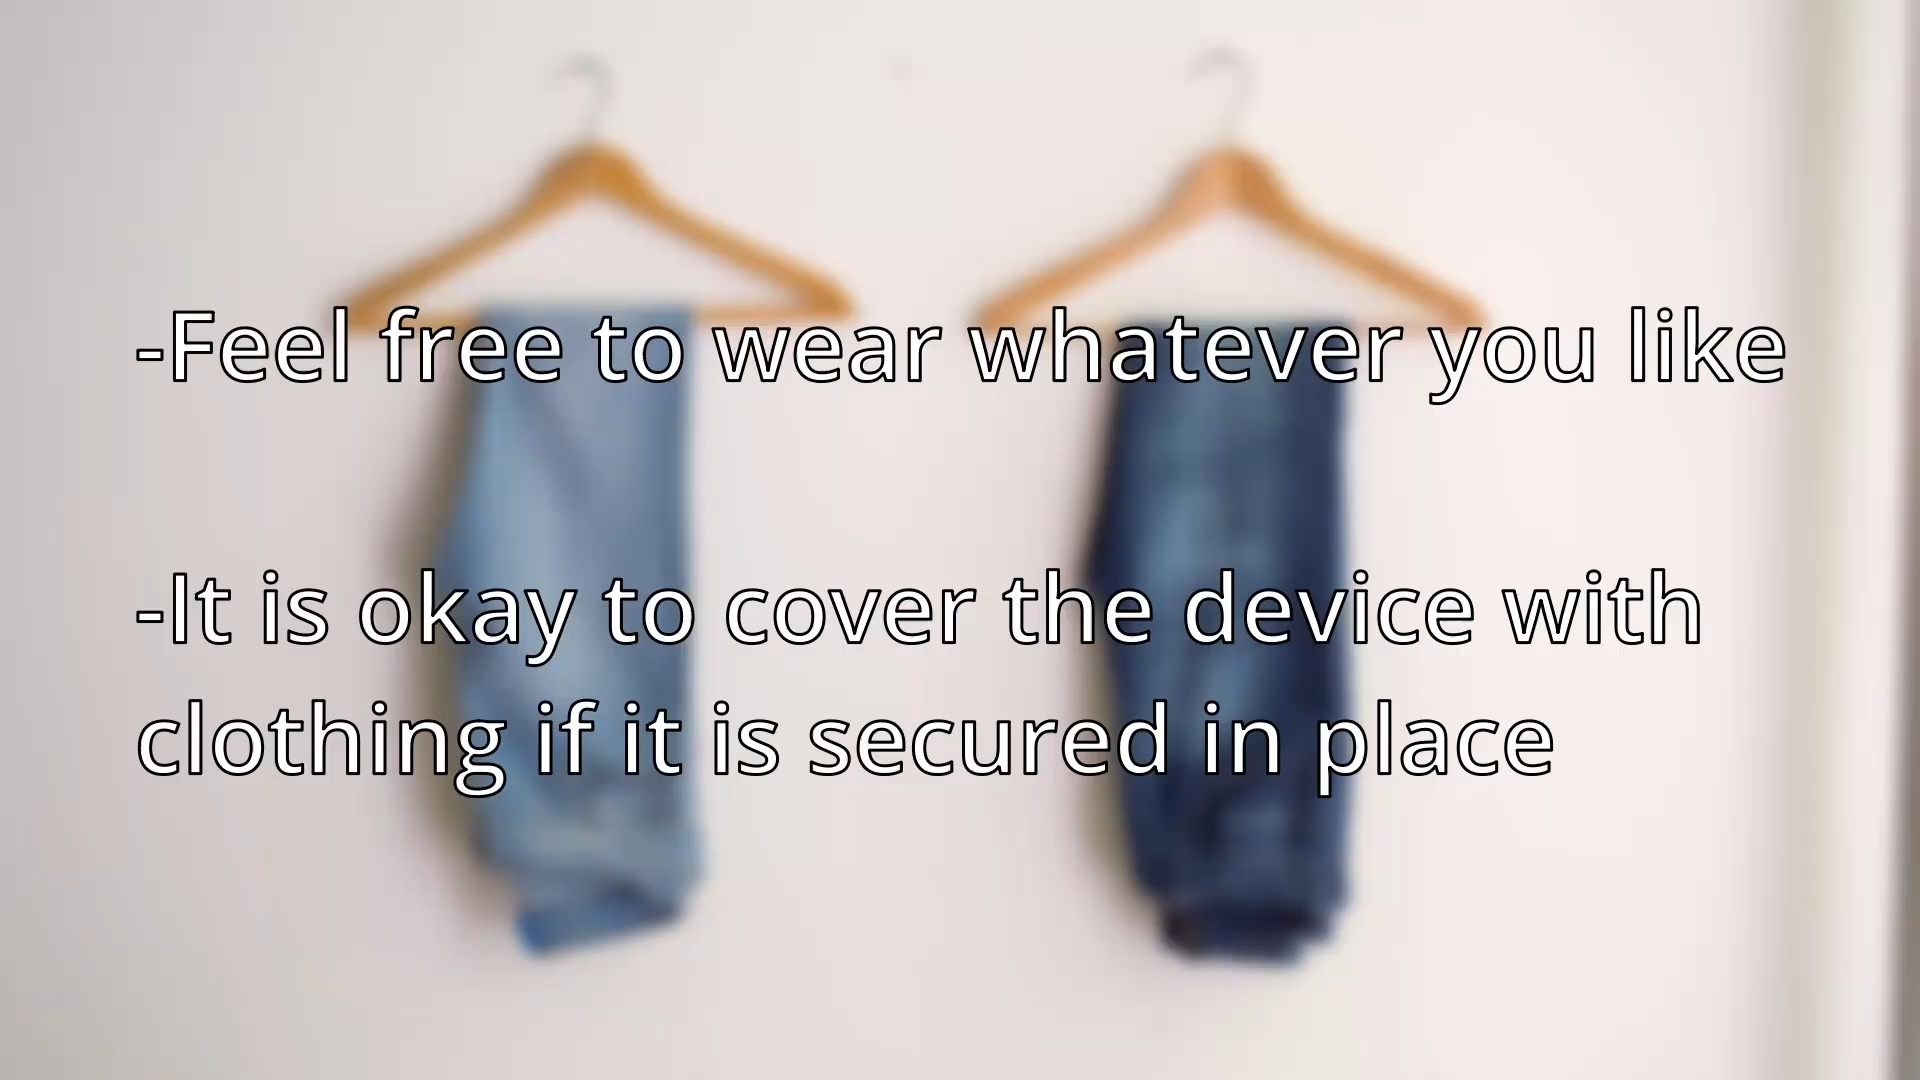 -Feel free to wear whatever you like
-It is okay to cover the device with
clothing if it is secured in place